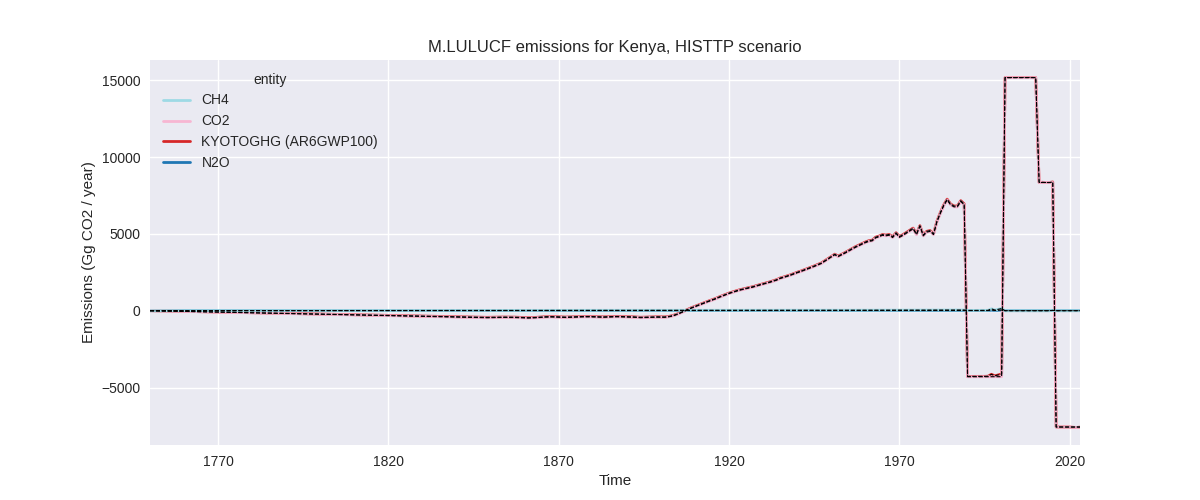 M.LULUCF emissions for Kenya, HISTTP scenario
15000
10000
5000
0
−5000
Emissions (Gg CO2 / year)
entity
CH4
CO2
KYOTOGHG (AR6GWP100)
N2O
1770
1820
1870
1920
1970
2020
Time